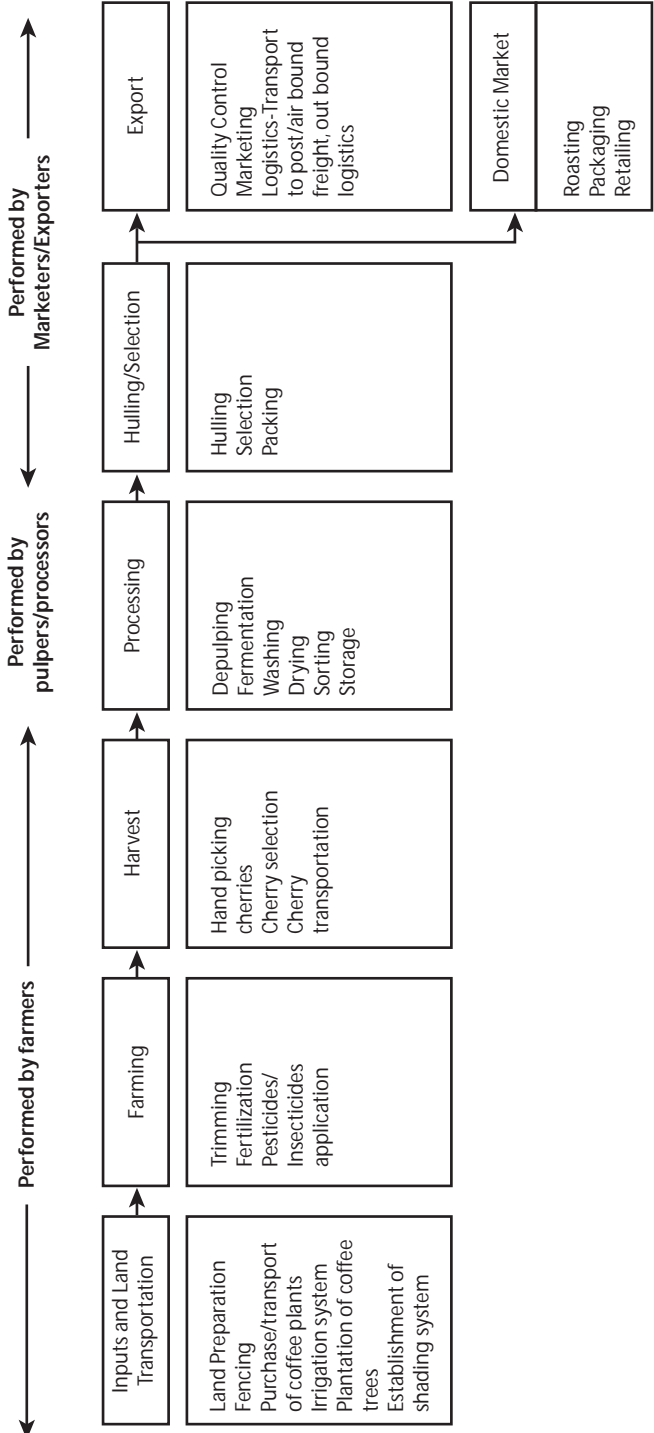 Performed by farmers
Performed by
pulpers/processors
Performed by
Marketers/Exporters
Inputs and Land
Transportation
Farming
Harvest
Processing
Hulling/Selection
Export
Land Preparation
Fencing
Purchase/transport
of coffee plants
Irrigation system
Plantation of coffee
trees
Establishment of
shading system
Trimming
Fertilization
Pesticides/
Insecticides
application
Hand picking
cherries
Cherry selection
Cherry
transportation
Depulping
Fermentation
Washing
Drying
Sorting
Storage
Hulling
Selection
Packing
Quality Control
Marketing
Logistics-Transport
to post/air bound
freight, out bound
logistics
Domestic Market
Roasting
Packaging
Retailing